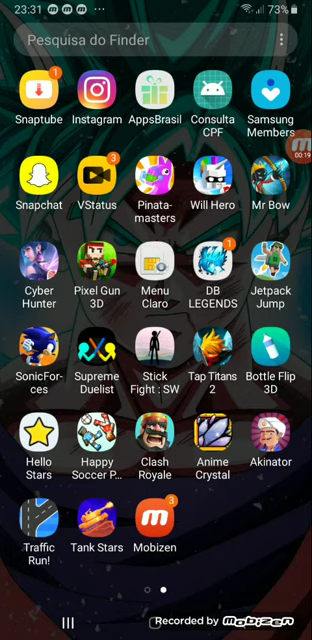 23:31 ... 73%
Pesquisa do Finder
1
Snaptube Instagram AppsBrasil Consulta CPF Samsung Members
00:19
3
Snapchat VStatus Pinata-masters Will Hero Mr Bow
1
Cyber Hunter Pixel Gun 3D Menu Claro DB LEGENDS Jetpack Jump
SonicForces Supreme Duelist Stick Fight : SW Tap Titans 2 Bottle Flip 3D
Hello Stars Happy Soccer P... Clash Royale Anime Crystal Akinator
3
Traffic Run! Tank Stars Mobizen
Recorded by mobizen